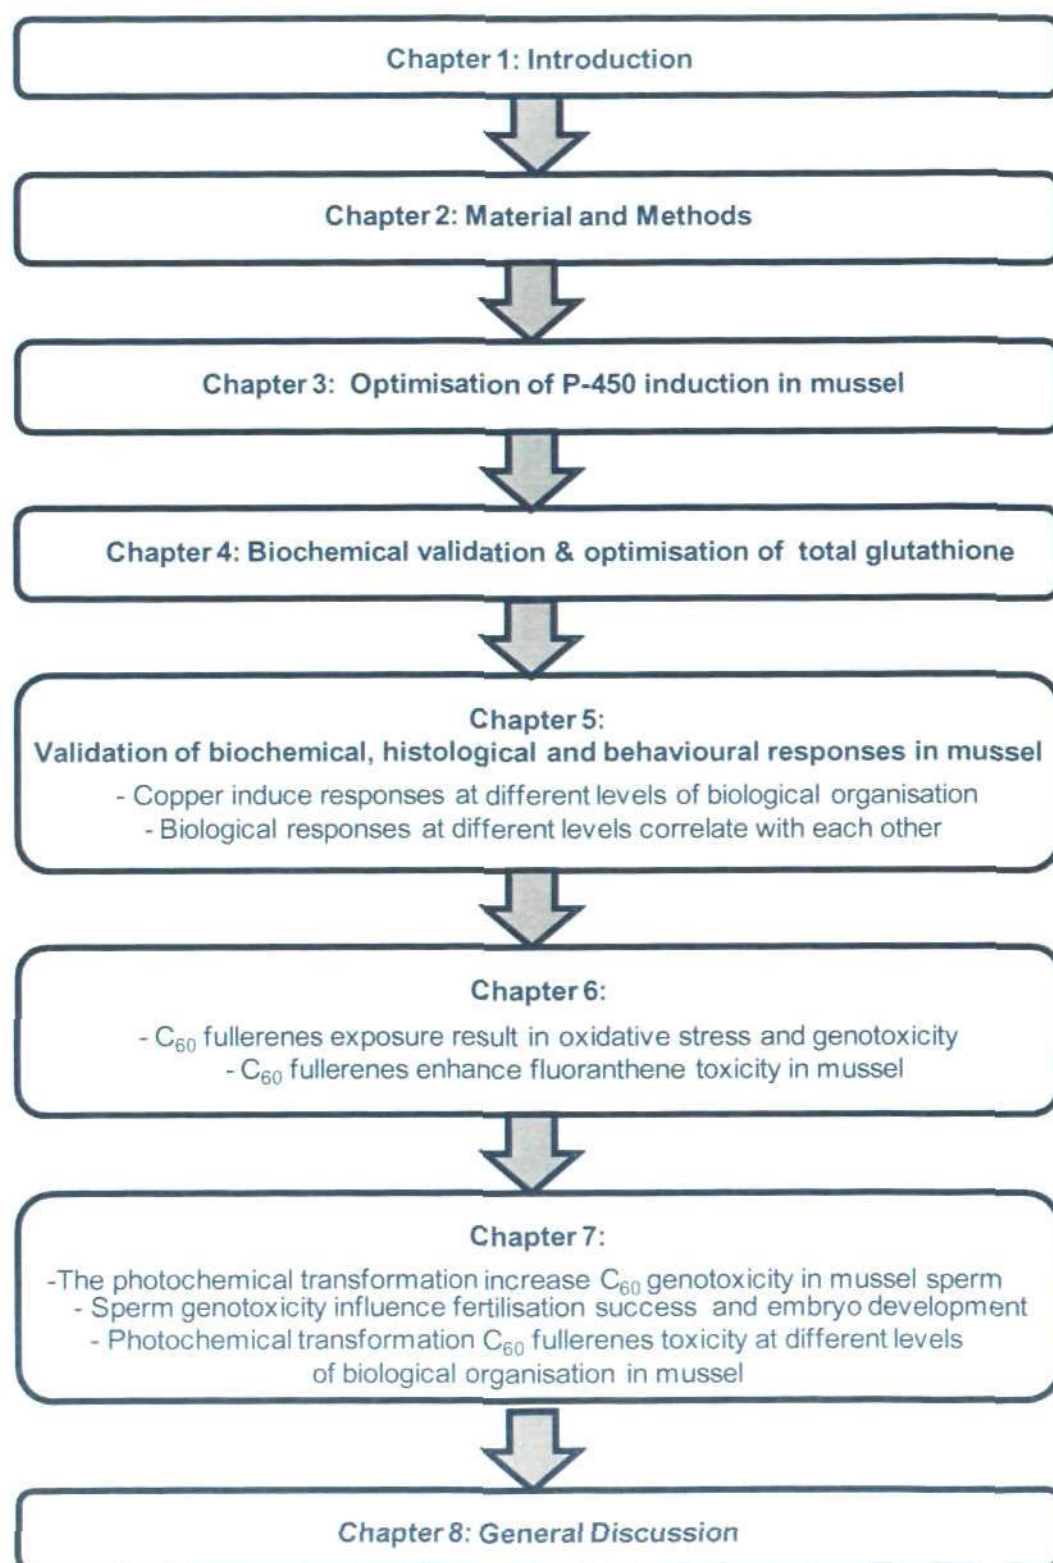 Chapter 1: Introduction
Chapter 2: Material and Methods
Chapter 3: Optimisation of P-450 induction in mussel
Chapter 4: Biochemical validation & optimisation of total glutathione
Chapter 5:
Validation of biochemical, histological and behavioural responses in mussel
- Copper induce responses at different levels of biological organisation
- Biological responses at different levels correlate with each other
Chapter 6:
- C₆₀ fullerenes exposure result in oxidative stress and genotoxicity
- C₆₀ fullerenes enhance fluoranthene toxicity in mussel
Chapter 7:
-The photochemical transformation increase C₆₀ genotoxicity in mussel sperm
- Sperm genotoxicity influence fertilisation success and embryo development
- Photochemical transformation C₆₀ fullerenes toxicity at different levels
of biological organisation in mussel
Chapter 8: General Discussion